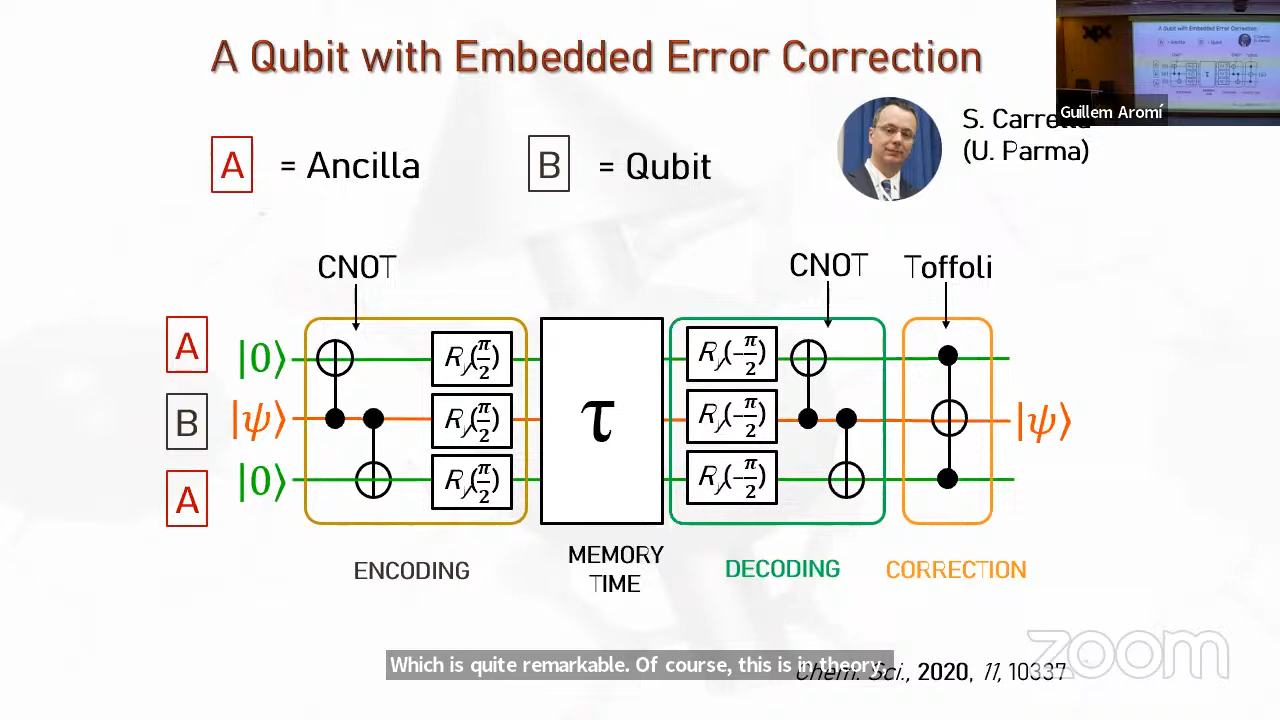 A Qubit with Embedded Error Correction
Guillem Aromí
S. Carretta
(U. Parma)
A = Ancilla
B = Qubit
CNOT
CNOT
Toffoli
A |0⟩ R_y(π/2) R_y(-π/2)
B |ψ⟩ R_y(π/2) τ R_y(-π/2) |ψ⟩
A |0⟩ R_y(π/2) R_y(-π/2)
ENCODING
MEMORY
TIME
DECODING
CORRECTION
zoom
Which is quite remarkable. Of course, this is in theory,
Chem. Sci., 2020, 11, 10337